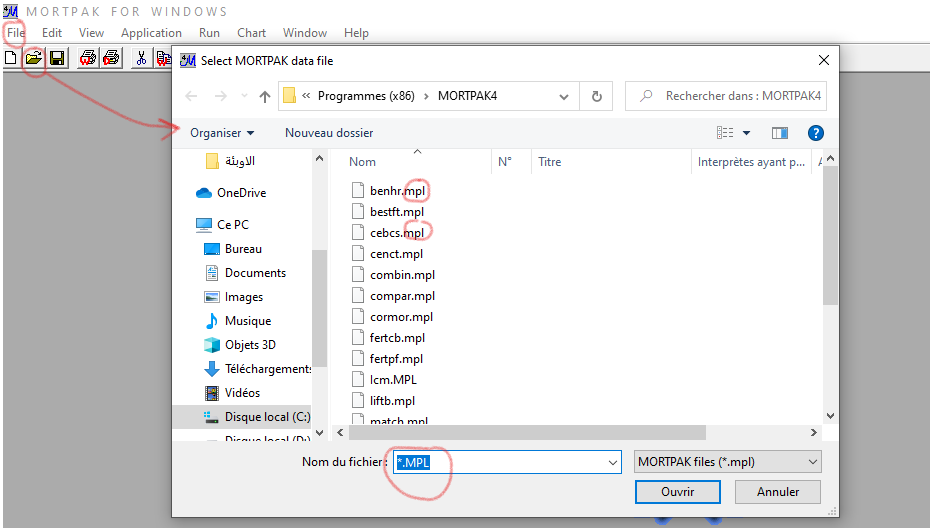 MORTPAK FOR WINDOWS
File Edit View Application Run Chart Window Help
Select MORTPAK data file
« Programmes (x86) › MORTPAK4
Rechercher dans : MORTPAK4
Organiser Nouveau dossier
الاوبئة
OneDrive
Ce PC
Bureau
Documents
Images
Musique
Objets 3D
Téléchargements
Vidéos
Disque local (C:)
Disque local (D:)
Nom N° Titre Interprètes ayant p... A
benhr.mpl
bestft.mpl
cebcs.mpl
cenct.mpl
combin.mpl
compar.mpl
cormor.mpl
fertcb.mpl
fertpf.mpl
lcm.MPL
liftb.mpl
match.mpl
Nom du fichier : *.MPL MORTPAK files (*.mpl)
Ouvrir Annuler